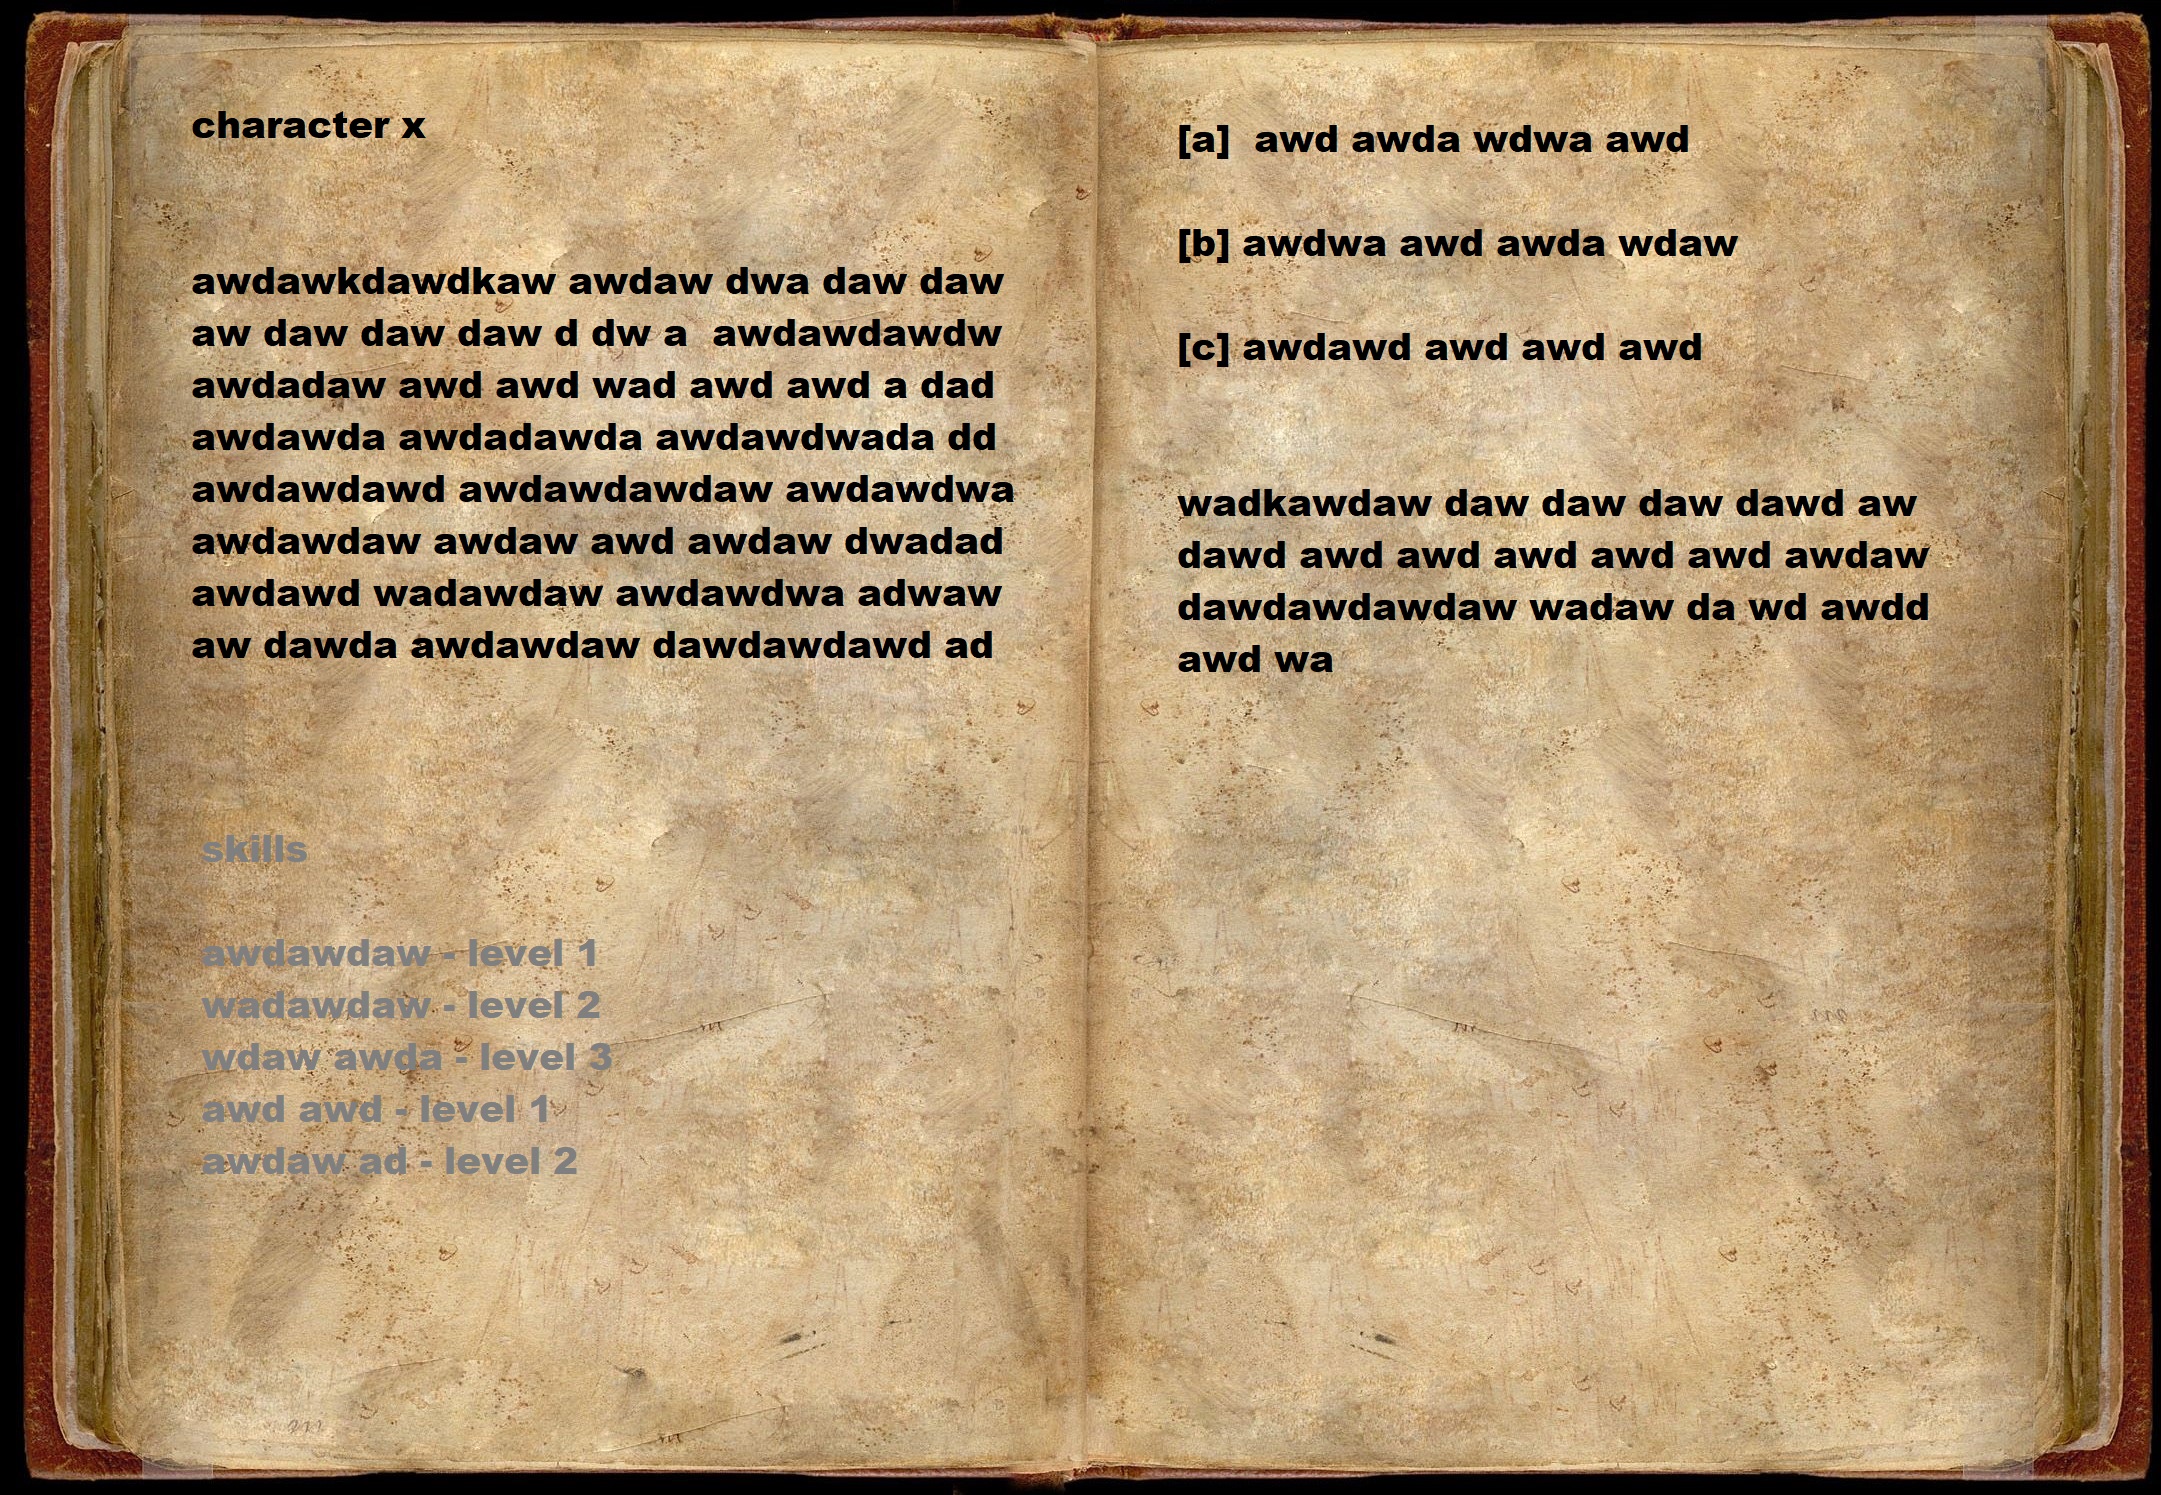 character x
awdawkdawdkaw awdaw dwa daw daw
aw daw daw daw d dw a  awdawdawdw
awdadaw awd awd wad awd awd a dad
awdawda awdadawda awdawdwada dd
awdawdawd awdawdawdaw awdawdwa
awdawdaw awdaw awd awdaw dwadad
awdawd wadawdaw awdawdwa adwaw
aw dawda awdawdaw dawdawdawd ad
skills
awdawdaw - level 1
wadawdaw - level 2
wdaw awda - level 3
awd awd - level 1
awdaw ad - level 2
[a]  awd awda wdwa awd
[b] awdwa awd awda wdaw
[c] awdawd awd awd awd
wadkawdaw daw daw daw dawd aw
dawd awd awd awd awd awd awdaw
dawdawdawdaw wadaw da wd awdd
awd wa